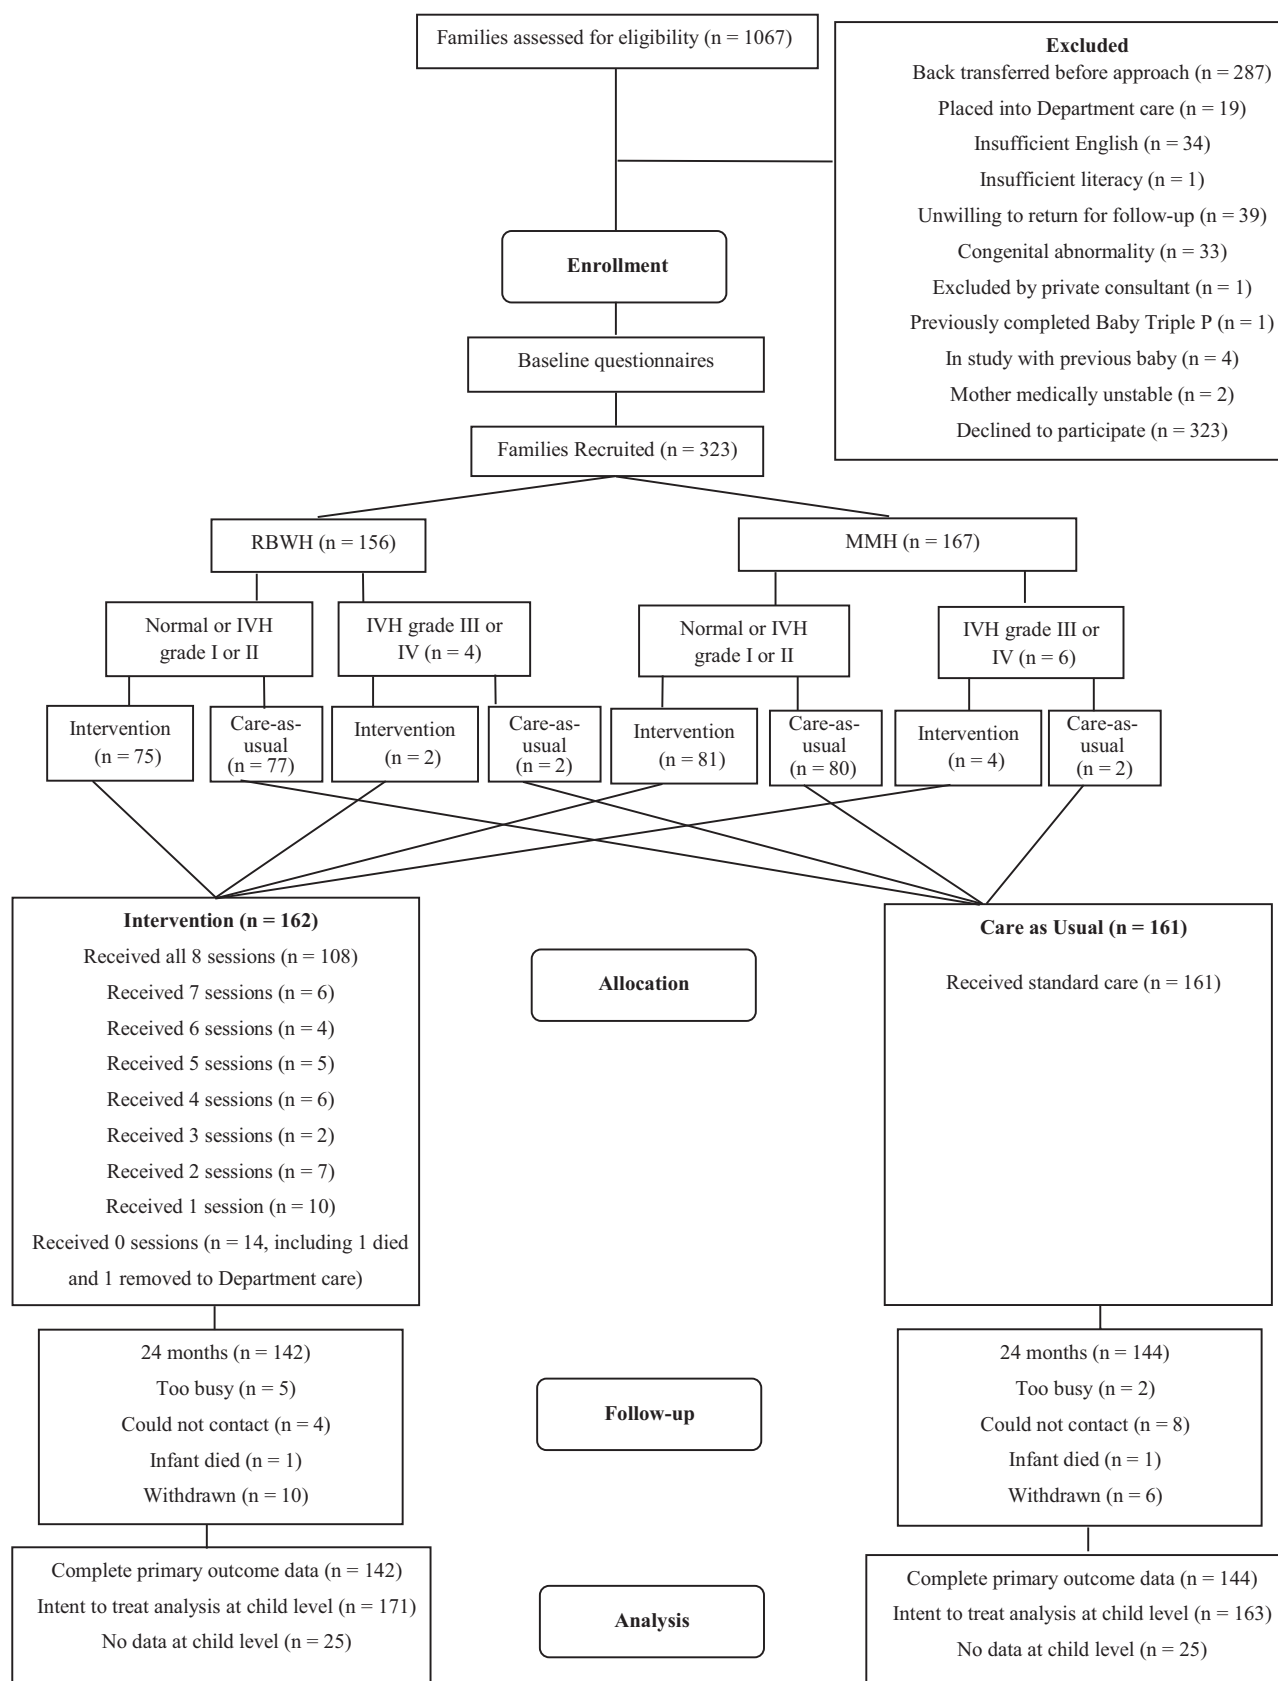 Families assessed for eligibility (n = 1067)
Excluded
Back transferred before approach (n = 287)
Placed into Department care (n = 19)
Insufficient English (n = 34)
Insufficient literacy (n = 1)
Unwilling to return for follow-up (n = 39)
Congenital abnormality (n = 33)
Excluded by private consultant (n = 1)
Previously completed Baby Triple P (n = 1)
In study with previous baby (n = 4)
Mother medically unstable (n = 2)
Declined to participate (n = 323)
Enrollment
Baseline questionnaires
Families Recruited (n = 323)
RBWH (n = 156)
MMH (n = 167)
Normal or IVH
grade I or II
IVH grade III or
IV (n = 4)
Normal or IVH
grade I or II
IVH grade III or
IV (n = 6)
Intervention
(n = 75)
Care-as-
usual
(n = 77)
Intervention
(n = 2)
Care-as-
usual
(n = 2)
Intervention
(n = 81)
Care-as-
usual
(n = 80)
Intervention
(n = 4)
Care-as-
usual
(n = 2)
Intervention (n = 162)
Received all 8 sessions (n = 108)
Received 7 sessions (n = 6)
Received 6 sessions (n = 4)
Received 5 sessions (n = 5)
Received 4 sessions (n = 6)
Received 3 sessions (n = 2)
Received 2 sessions (n = 7)
Received 1 session (n = 10)
Received 0 sessions (n = 14, including 1 died
and 1 removed to Department care)
Allocation
Care as Usual (n = 161)
Received standard care (n = 161)
24 months (n = 142)
Too busy (n = 5)
Could not contact (n = 4)
Infant died (n = 1)
Withdrawn (n = 10)
Follow-up
24 months (n = 144)
Too busy (n = 2)
Could not contact (n = 8)
Infant died (n = 1)
Withdrawn (n = 6)
Complete primary outcome data (n = 142)
Intent to treat analysis at child level (n = 171)
No data at child level (n = 25)
Analysis
Complete primary outcome data (n = 144)
Intent to treat analysis at child level (n = 163)
No data at child level (n = 25)